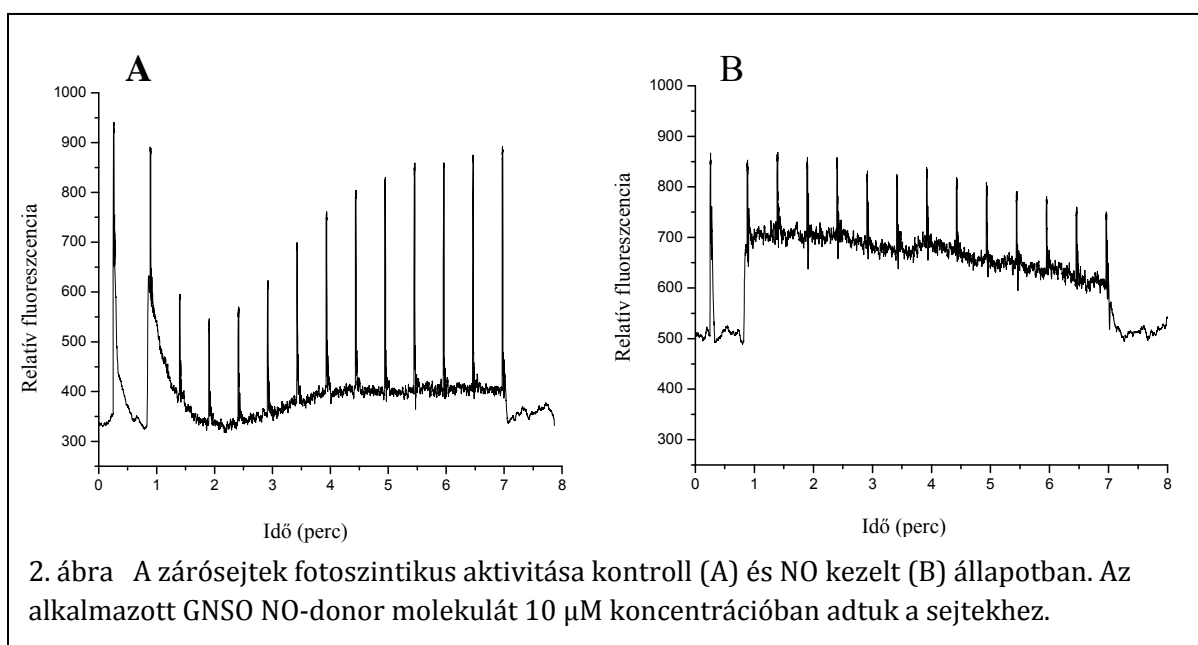 A
1000
900
800
700
600
500
400
300
Relatív fluoreszcencia
0 1 2 3 4 5 6 7 8
Idő (perc)
B
1000
900
800
700
600
500
400
300
Relatív fluoreszcencia
0 1 2 3 4 5 6 7 8
Idő (perc)
2. ábra A zárósejtek fotoszintikus aktivitása kontroll (A) és NO kezelt (B) állapotban. Az
alkalmazott GNSO NO-donor molekulát 10 µM koncentrációban adtuk a sejtekhez.